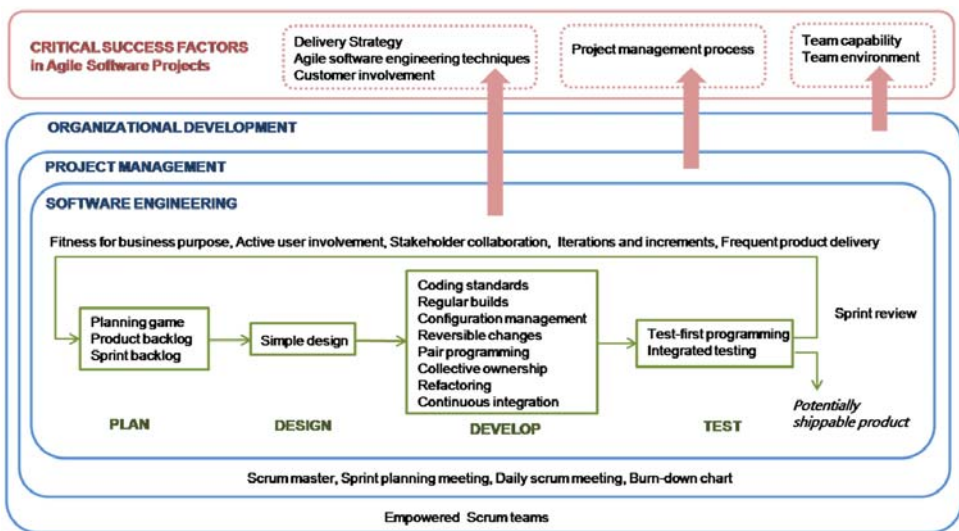 CRITICAL SUCCESS FACTORS
in Agile Software Projects
Delivery Strategy
Agile software engineering techniques
Customer involvement
Project management process
Team capability
Team environment
ORGANIZATIONAL DEVELOPMENT
PROJECT MANAGEMENT
SOFTWARE ENGINEERING
Fitness for business purpose, Active user involvement, Stakeholder collaboration, Iterations and increments, Frequent product delivery
Planning game
Product backlog
Sprint backlog
Simple design
Coding standards
Regular builds
Configuration management
Reversible changes
Pair programming
Collective ownership
Refactoring
Continuous integration
Test-first programming
Integrated testing
Sprint review
Potentially
shippable product
PLAN
DESIGN
DEVELOP
TEST
Scrum master, Sprint planning meeting, Daily scrum meeting, Burn-down chart
Empowered Scrum teams